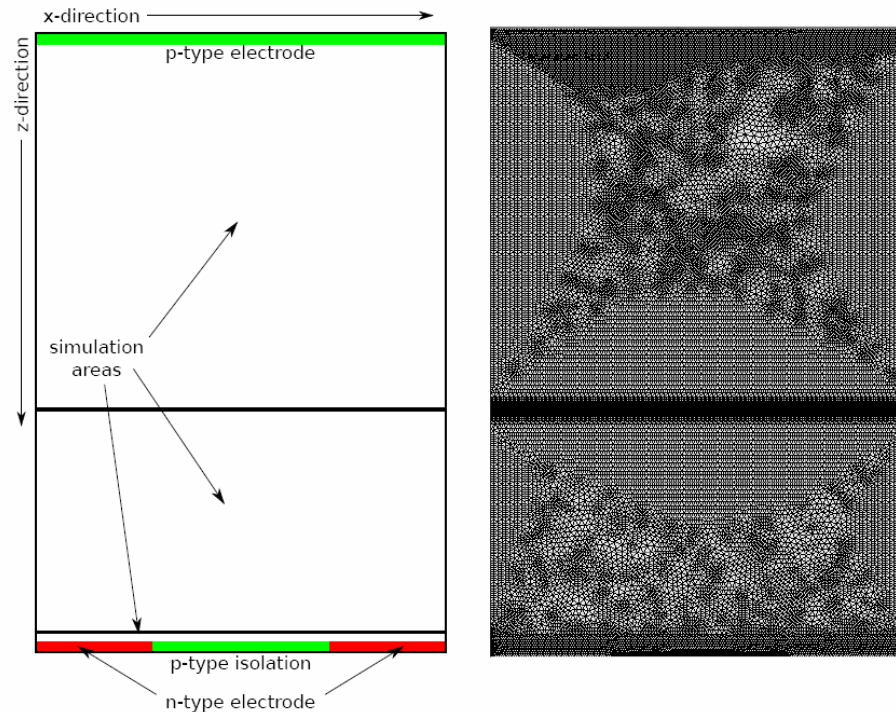 x-direction
p-type electrode
z-direction
simulation
areas
p-type isolation
n-type electrode